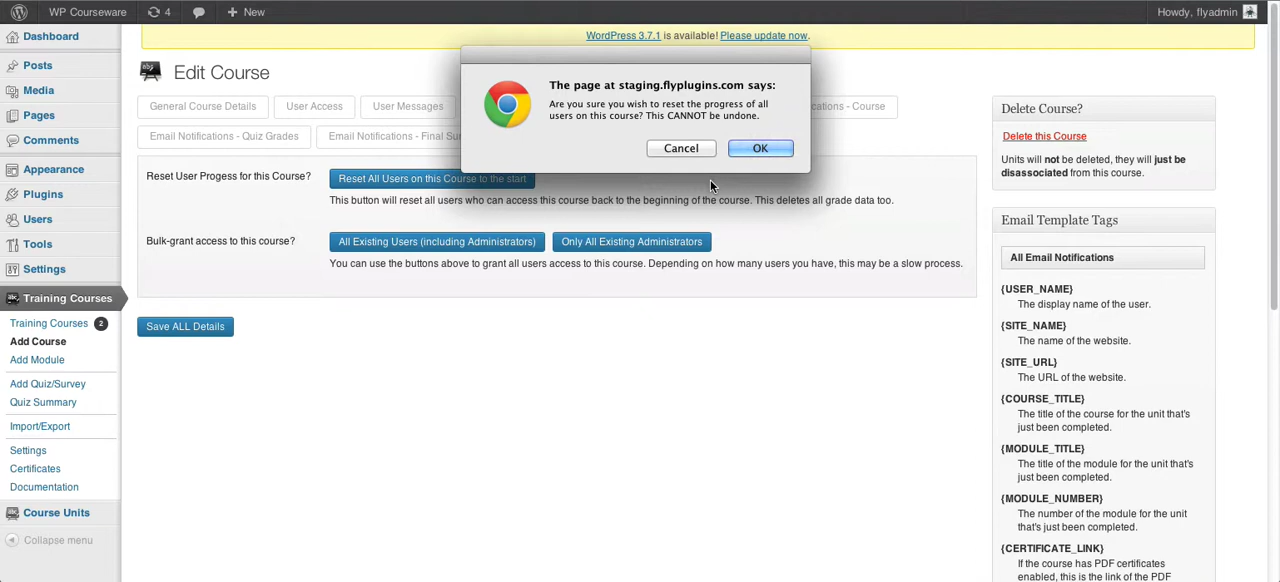 WP Courseware 4 New Howdy, flyadmin
WordPress 3.7.1 is available! Please update now.
Dashboard
Posts
Media
Pages
Comments
Appearance
Plugins
Users
Tools
Settings
Training Courses
Training Courses 2
Add Course
Add Module
Add Quiz/Survey
Quiz Summary
Import/Export
Settings
Certificates
Documentation
Course Units
Collapse menu
Edit Course
The page at staging.flyplugins.com says:
Are you sure you wish to reset the progress of all
users on this course? This CANNOT be undone.
Cancel OK
General Course Details User Access User Messages - Course
Email Notifications - Quiz Grades Email Notifications - Final
Reset User Progess for this Course? Reset All Users on this Course to the start
This button will reset all users who can access this course back to the beginning of the course. This deletes all grade data too.
Bulk-grant access to this course? All Existing Users (including Administrators) Only All Existing Administrators
You can use the buttons above to grant all users access to this course. Depending on how many users you have, this may be a slow process.
Save ALL Details
Delete Course?
Delete this Course
Units will not be deleted, they will just be
disassociated from this course.
Email Template Tags
All Email Notifications
{USER_NAME}
The display name of the user.
{SITE_NAME}
The name of the website.
{SITE_URL}
The URL of the website.
{COURSE_TITLE}
The title of the course for the unit that's
just been completed.
{MODULE_TITLE}
The title of the module for the unit that's
just been completed.
{MODULE_NUMBER}
The number of the module for the unit
that's just been completed.
{CERTIFICATE_LINK}
If the course has PDF certificates
enabled, this is the link of the PDF